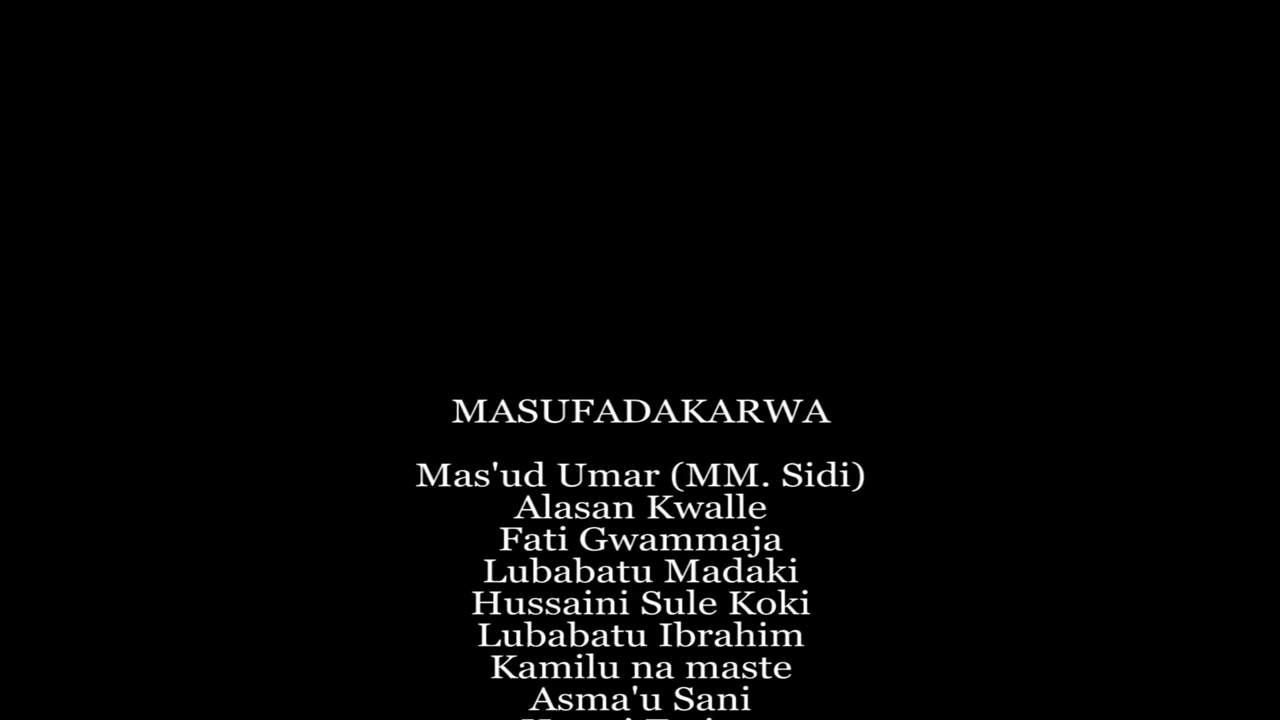 MASUFADAKARWA
Mas'ud Umar (MM. Sidi)
Alasan Kwalle
Fati Gwammaja
Lubabatu Madaki
Hussaini Sule Koki
Lubabatu Ibrahim
Kamilu na maste
Asma'u Sani